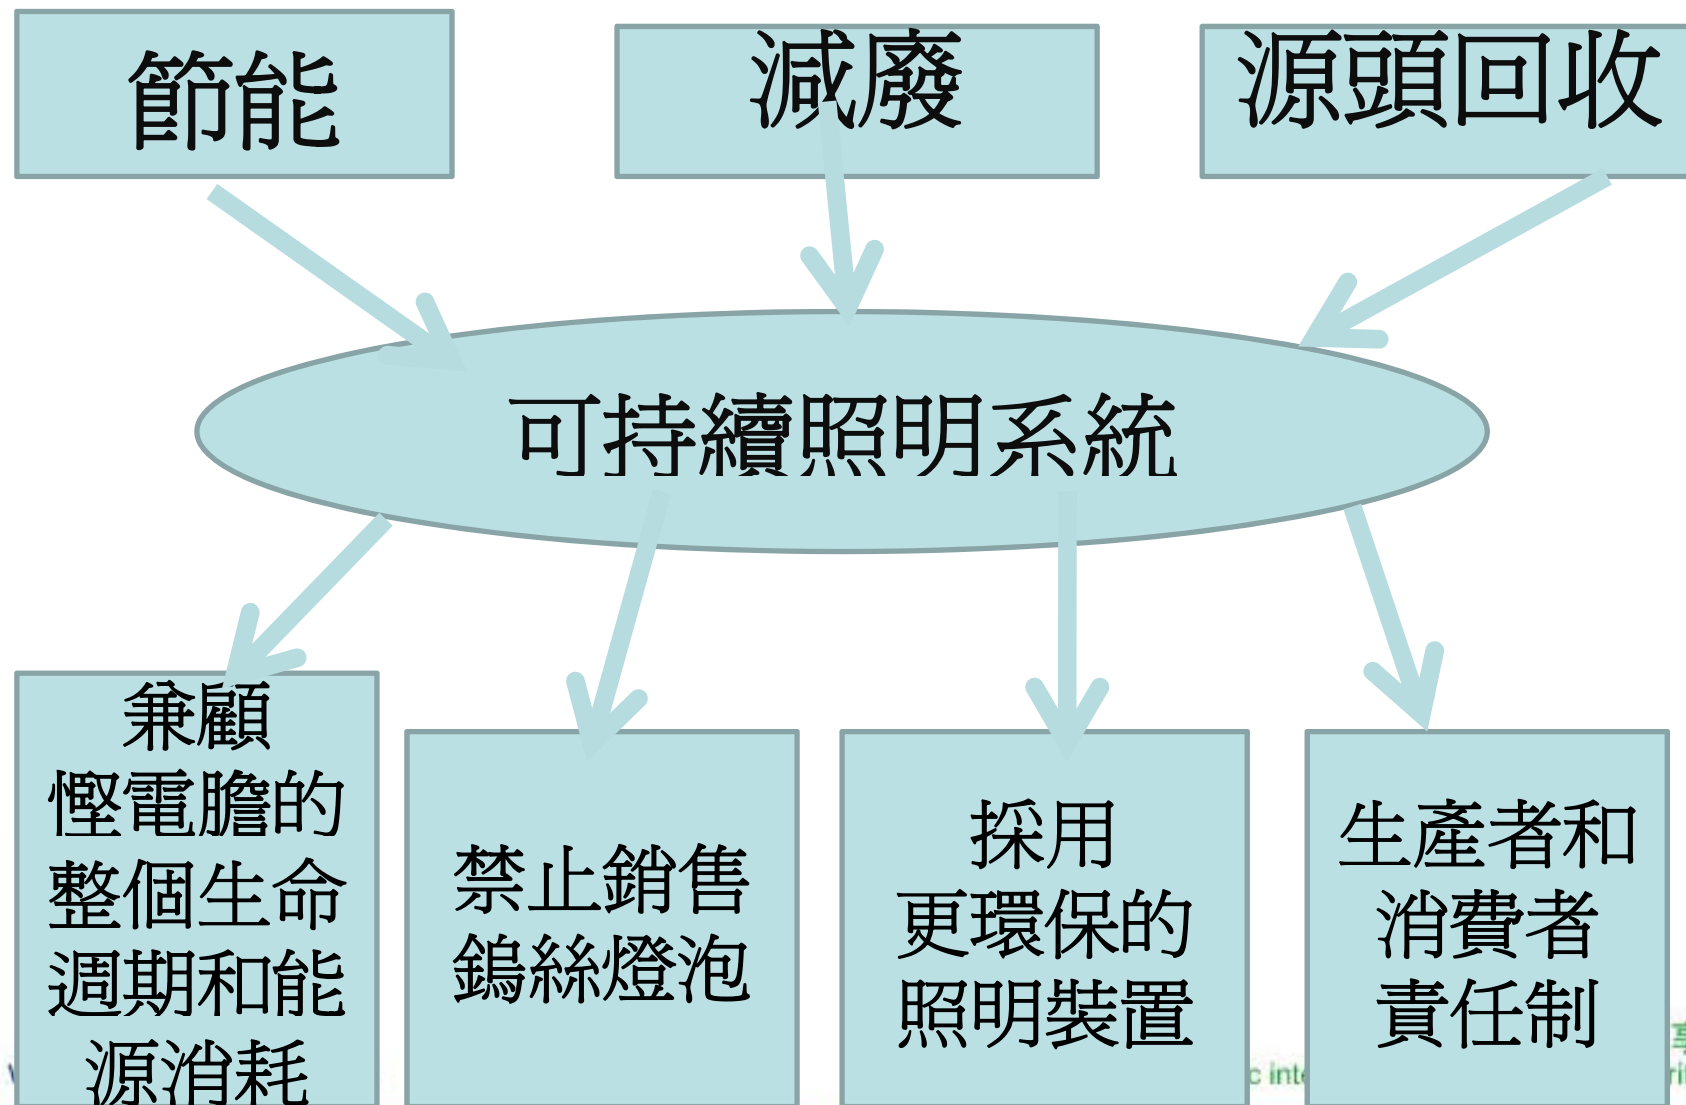 節能
減廢
源頭回收
可持續照明系統
兼顧
慳電膽的
整個生命
週期和能
源消耗
禁止銷售
鎢絲燈泡
採用
更環保的
照明裝置
生產者和
消費者
責任制